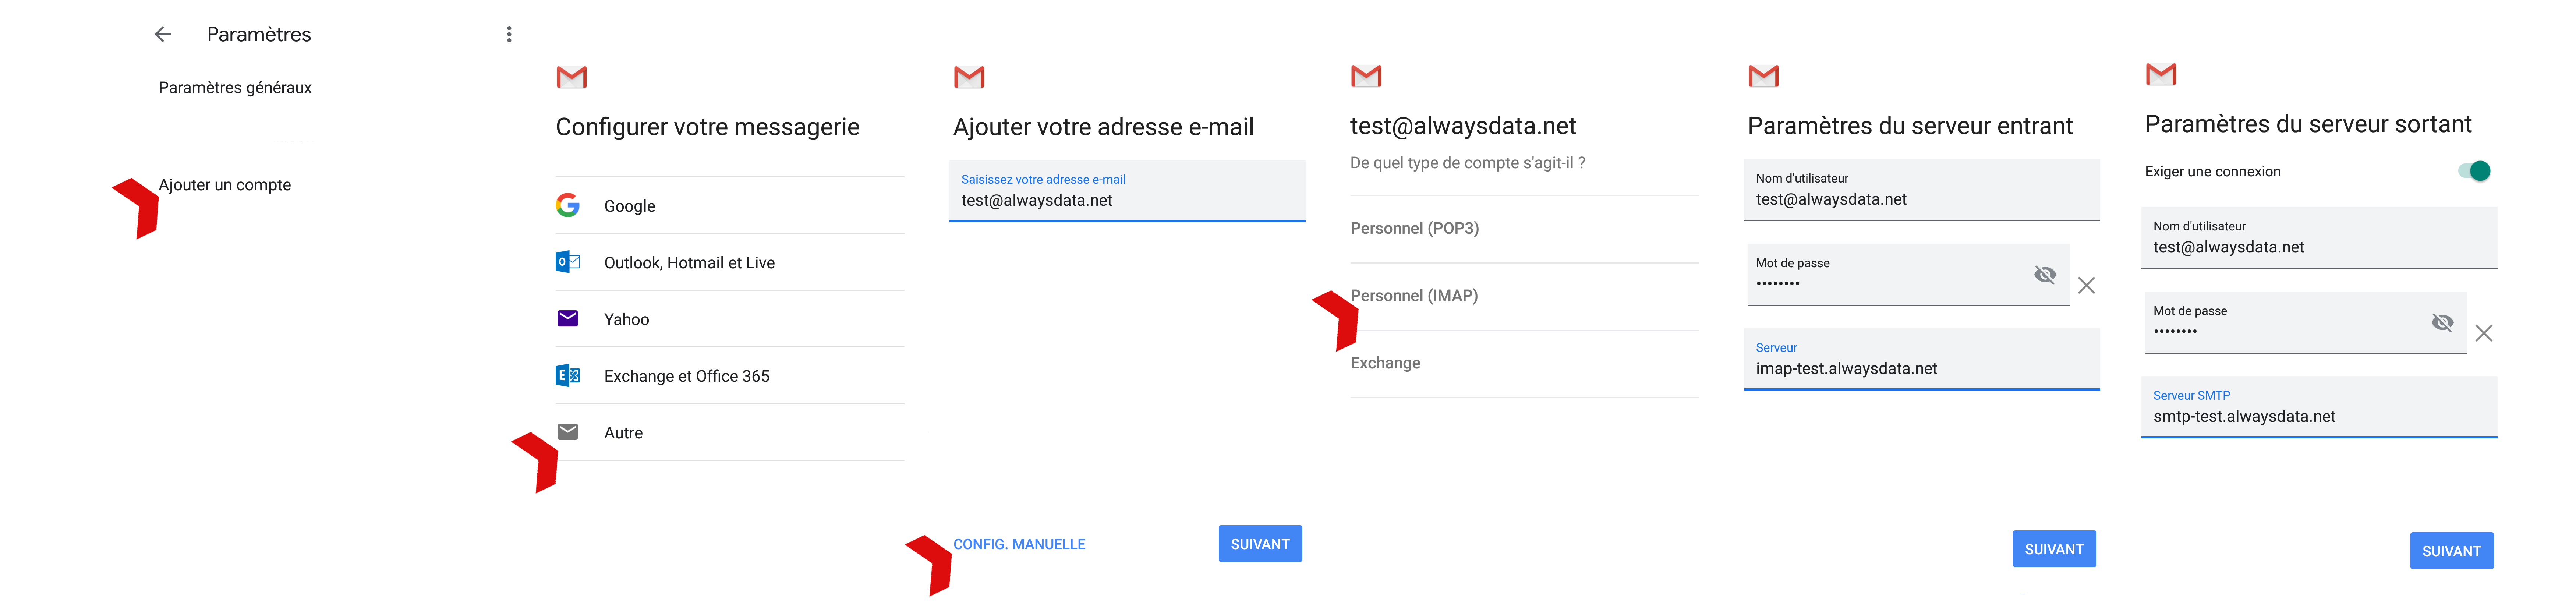 Paramètres
Paramètres généraux
Ajouter un compte
Configurer votre messagerie
Google
Outlook, Hotmail et Live
Yahoo
Exchange et Office 365
Autre
Ajouter votre adresse e-mail
Saisissez votre adresse e-mail
test@alwaysdata.net
CONFIG. MANUELLE
SUIVANT
test@alwaysdata.net
De quel type de compte s'agit-il ?
Personnel (POP3)
Personnel (IMAP)
Exchange
Paramètres du serveur entrant
Nom d'utilisateur
test@alwaysdata.net
Mot de passe
••••••••
Serveur
imap-test.alwaysdata.net
SUIVANT
Paramètres du serveur sortant
Exiger une connexion
Nom d'utilisateur
test@alwaysdata.net
Mot de passe
••••••••
Serveur SMTP
smtp-test.alwaysdata.net
SUIVANT